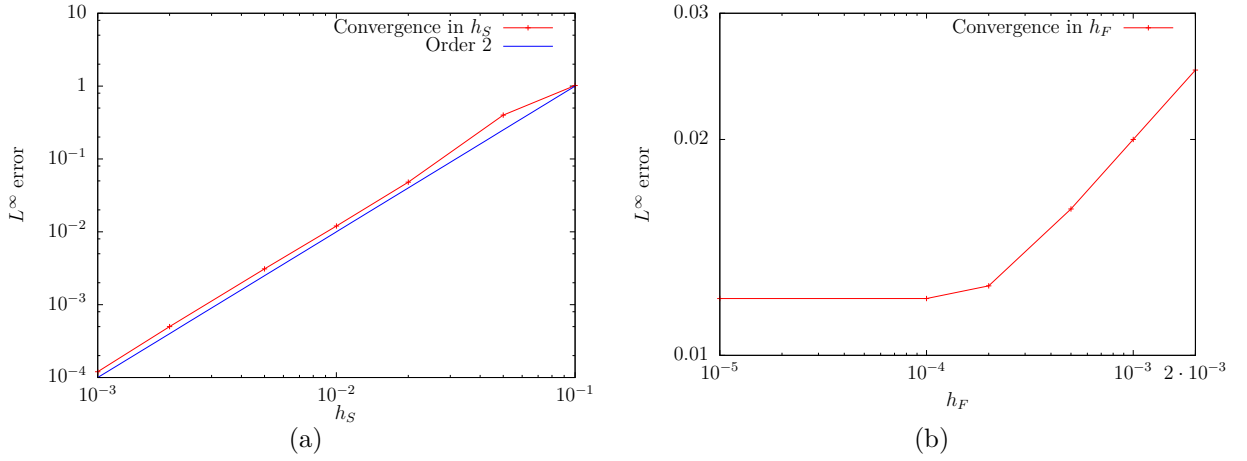 10
1
10⁻¹
10⁻²
10⁻³
10⁻⁴
10⁻³
10⁻²
10⁻¹
L∞ error
h_S
Convergence in h_S
Order 2
(a)
0.03
0.02
0.01
10⁻⁵
10⁻⁴
10⁻³
2 · 10⁻³
L∞ error
h_F
Convergence in h_F
(b)